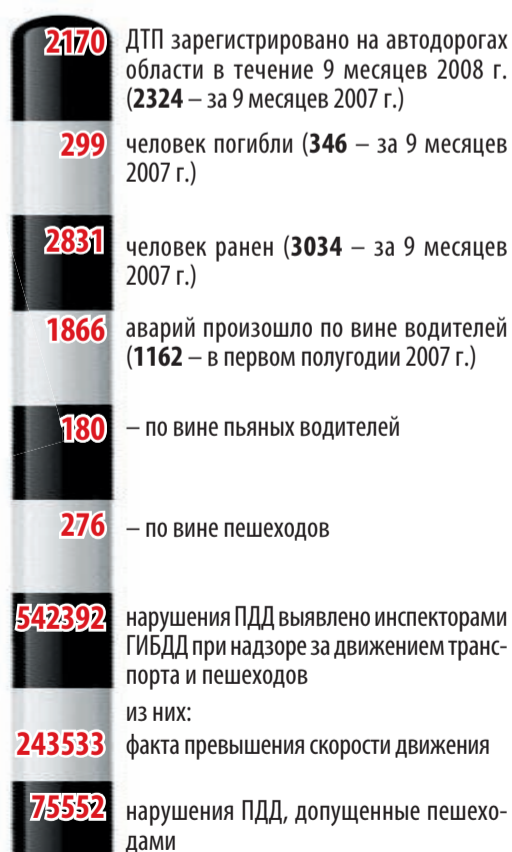 2170 ДТП зарегистрировано на автодорогах
области в течение 9 месяцев 2008 г.
(2324 – за 9 месяцев 2007 г.)
299 человек погибли (346 – за 9 месяцев
2007 г.)
2831 человек ранен (3034 – за 9 месяцев
2007 г.)
1866 аварий произошло по вине водителей
(1162 – в первом полугодии 2007 г.)
180 – по вине пьяных водителей
276 – по вине пешеходов
542392 нарушения ПДД выявлено инспекторами
ГИБДД при надзоре за движением транс-
порта и пешеходов
из них:
243533 факта превышения скорости движения
75552 нарушения ПДД, допущенные пешехо-
дами